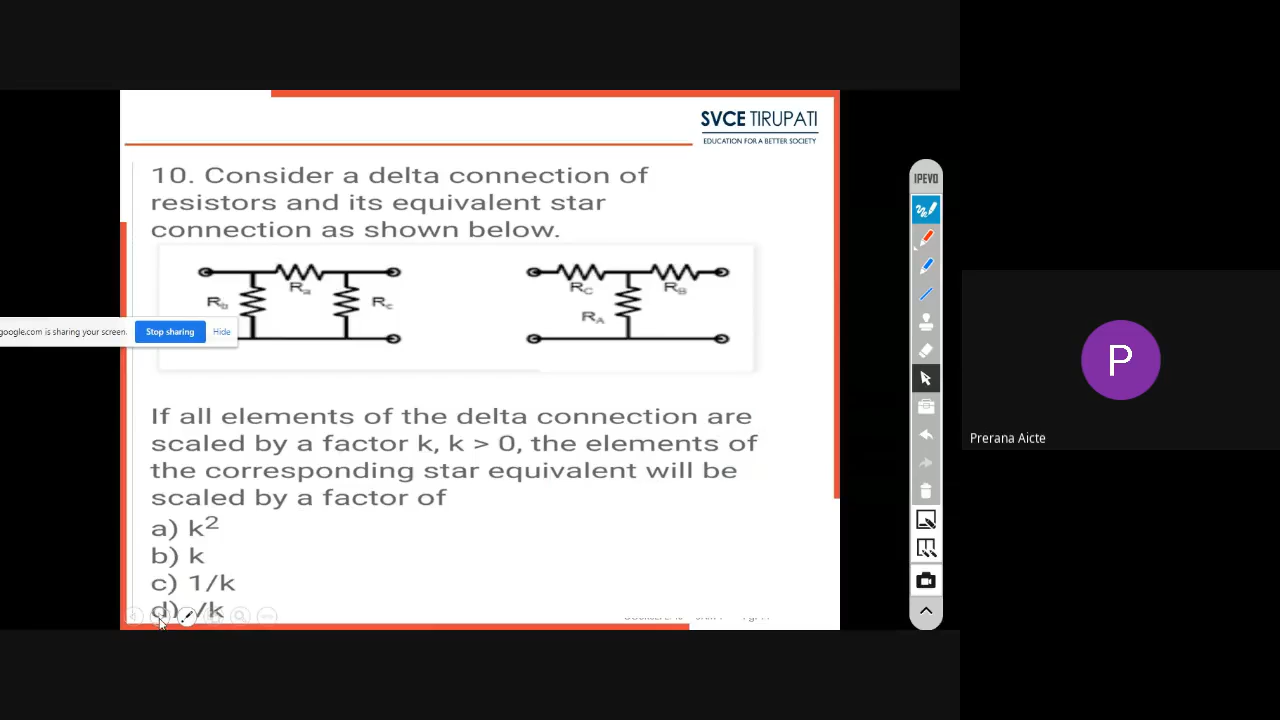 SVCE TIRUPATI
EDUCATION FOR A BETTER SOCIETY
10. Consider a delta connection of
resistors and its equivalent star
connection as shown below.
Ra
Rb
Rc
RC
RB
RA
google.com is sharing your screen.
Stop sharing
Hide
If all elements of the delta connection are
scaled by a factor k, k > 0, the elements of
the corresponding star equivalent will be
scaled by a factor of
a) k²
b) k
c) 1/k
d) √k
IPEVO
P
Prerana Aicte